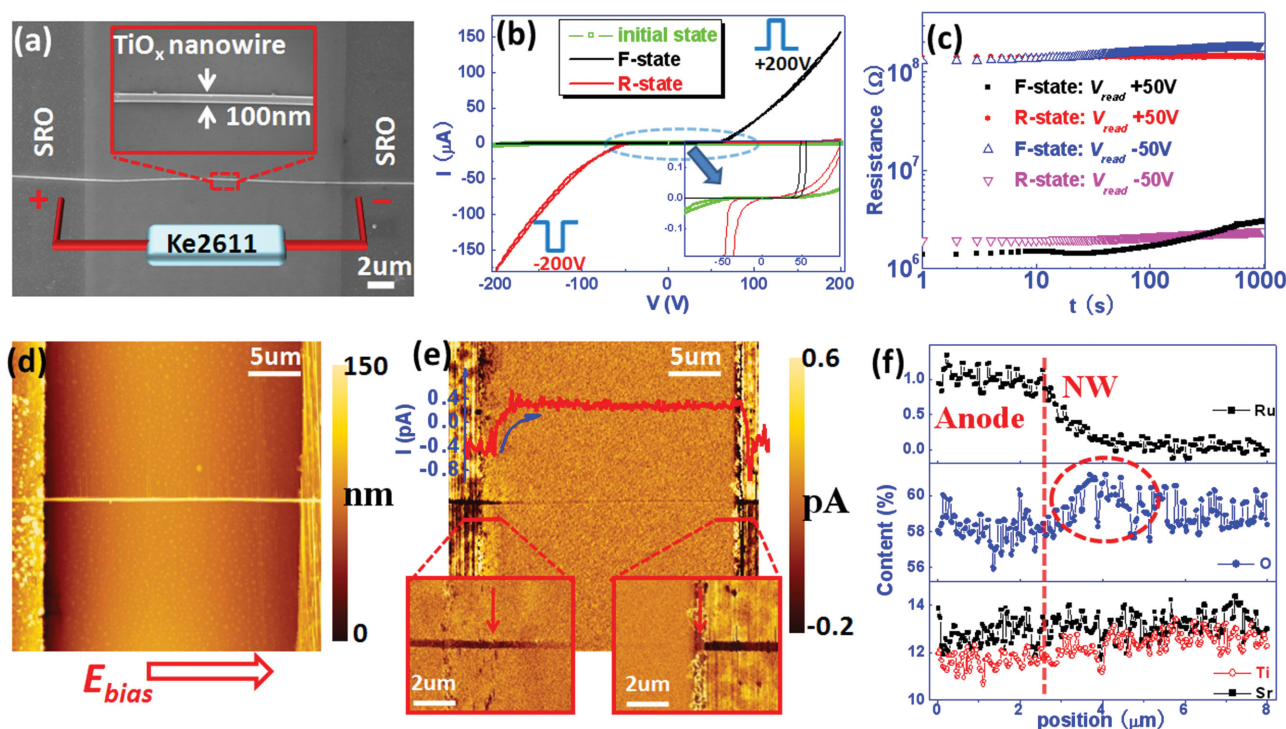 (a)
TiOx nanowire
100nm
SRO
SRO
+
−
Ke2611
2um
(b)
initial state
F-state
R-state
+200V
-200V
I (μA)
150
100
50
0
-50
-100
-150
0.1
0.0
-0.1
-50
0
50
-200
-100
0
100
200
V (V)
(c)
F-state: Vread +50V
R-state: Vread +50V
F-state: Vread -50V
R-state: Vread -50V
Resistance (Ω)
10^8
10^7
10^6
1
10
100
1000
t (s)
(d)
5um
150
nm
0
Ebias
(e)
5um
I (pA)
0.4
0.0
-0.4
-0.8
0.6
pA
-0.2
2um
2um
(f)
Anode
NW
Ru
1.0
0.5
0.0
Content (%)
60
58
56
O
14
12
10
Ti
Sr
0
2
4
6
8
position (μm)